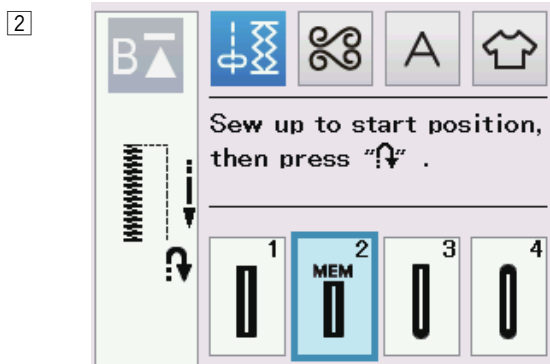 2
B
A
Sew up to start position,
then press “ ” .
1 2 3 4
MEM